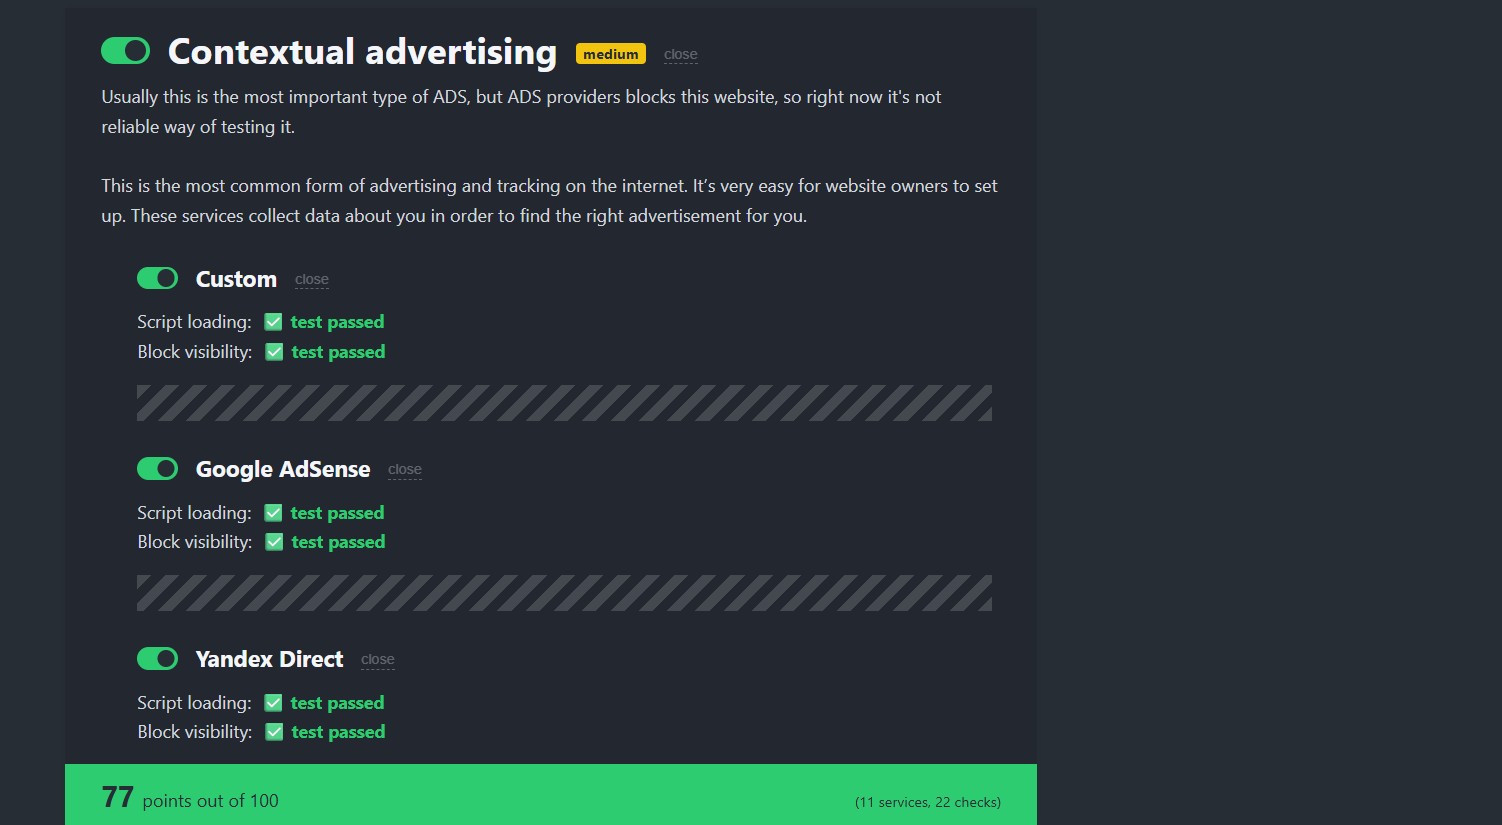 Contextual advertising medium close
Usually this is the most important type of ADS, but ADS providers blocks this website, so right now it's not
reliable way of testing it.
This is the most common form of advertising and tracking on the internet. It’s very easy for website owners to set
up. These services collect data about you in order to find the right advertisement for you.
Custom close
Script loading: ✅ test passed
Block visibility: ✅ test passed
Google AdSense close
Script loading: ✅ test passed
Block visibility: ✅ test passed
Yandex Direct close
Script loading: ✅ test passed
Block visibility: ✅ test passed
77 points out of 100 (11 services, 22 checks)